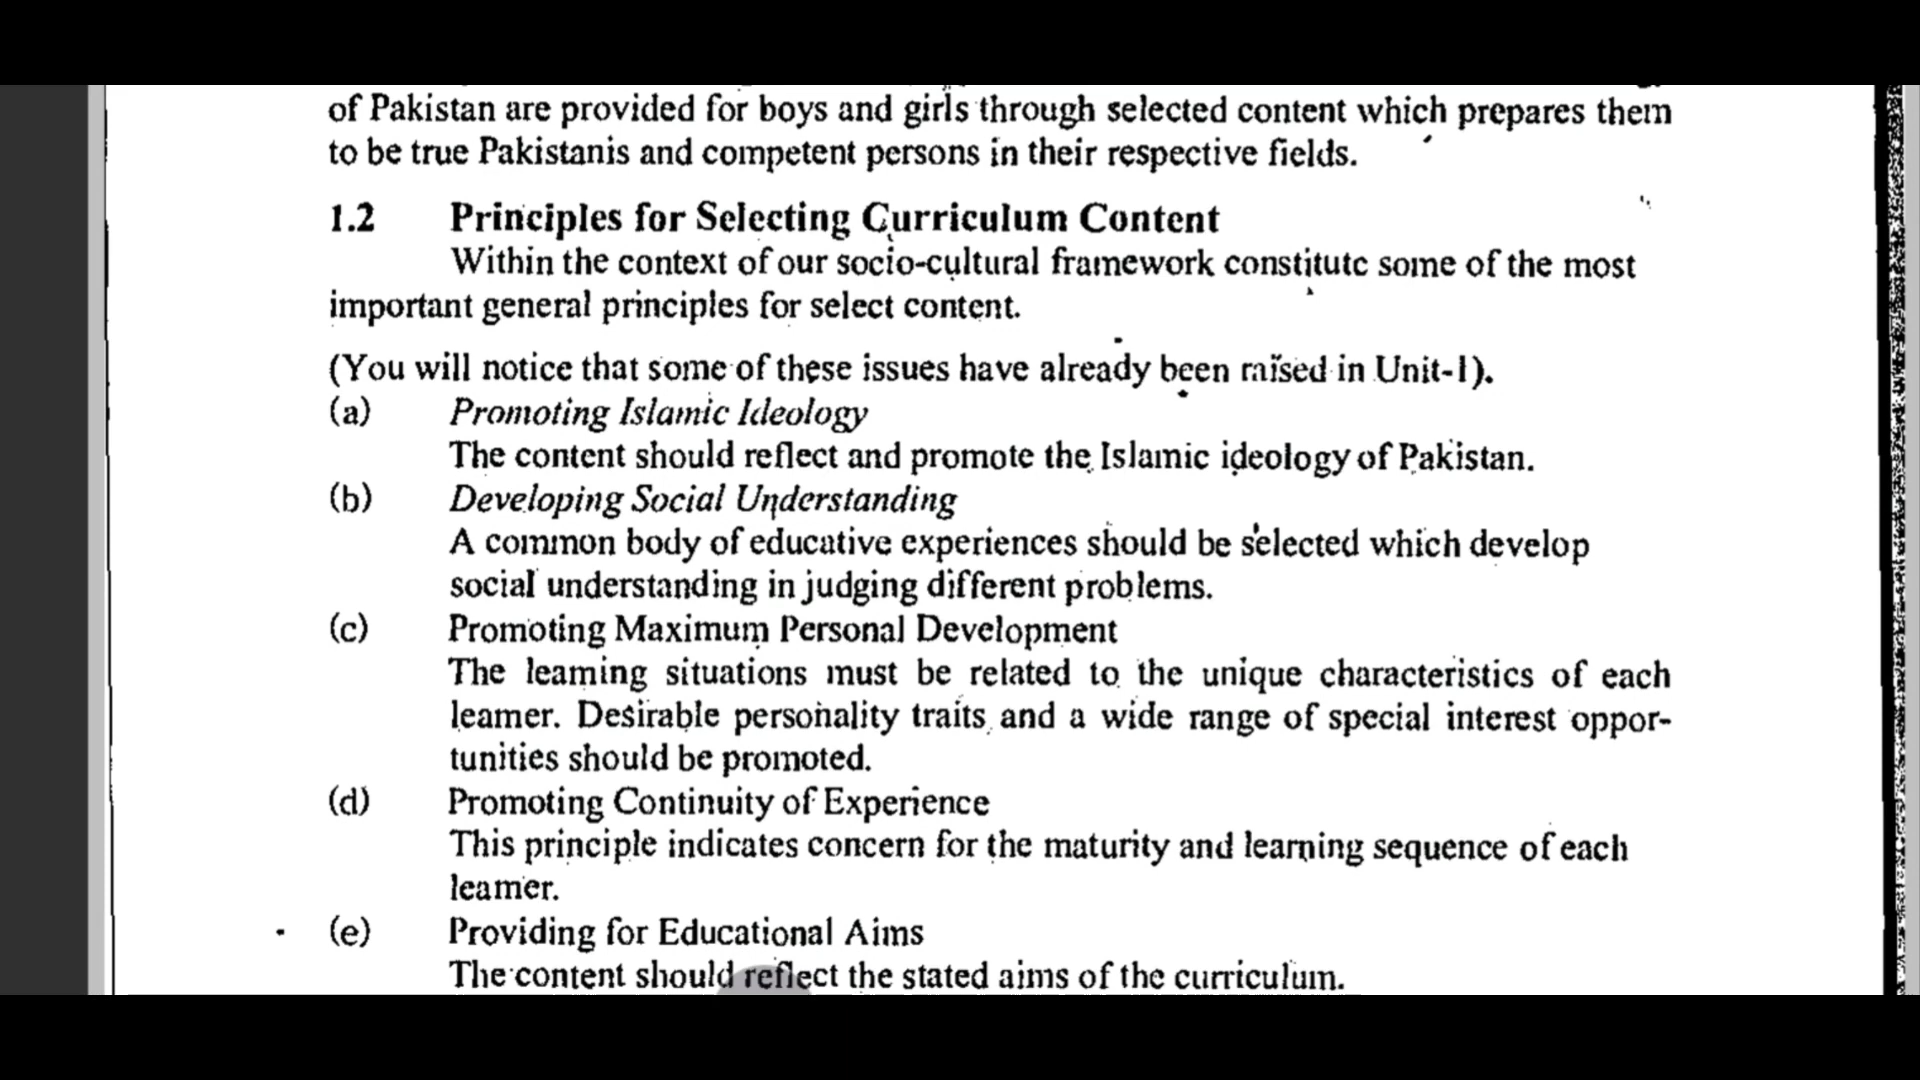 of Pakistan are provided for boys and girls through selected content which prepares them
to be true Pakistanis and competent persons in their respective fields.
1.2 Principles for Selecting Curriculum Content
Within the context of our socio-cultural framework constitute some of the most
important general principles for select content.
(You will notice that some of these issues have already been raised in Unit-1).
(a) Promoting Islamic Ideology
The content should reflect and promote the Islamic ideology of Pakistan.
(b) Developing Social Understanding
A common body of educative experiences should be selected which develop
social understanding in judging different problems.
(c) Promoting Maximum Personal Development
The learning situations must be related to the unique characteristics of each
learner. Desirable personality traits and a wide range of special interest oppor-
tunities should be promoted.
(d) Promoting Continuity of Experience
This principle indicates concern for the maturity and learning sequence of each
learner.
(e) Providing for Educational Aims
The content should reflect the stated aims of the curriculum.